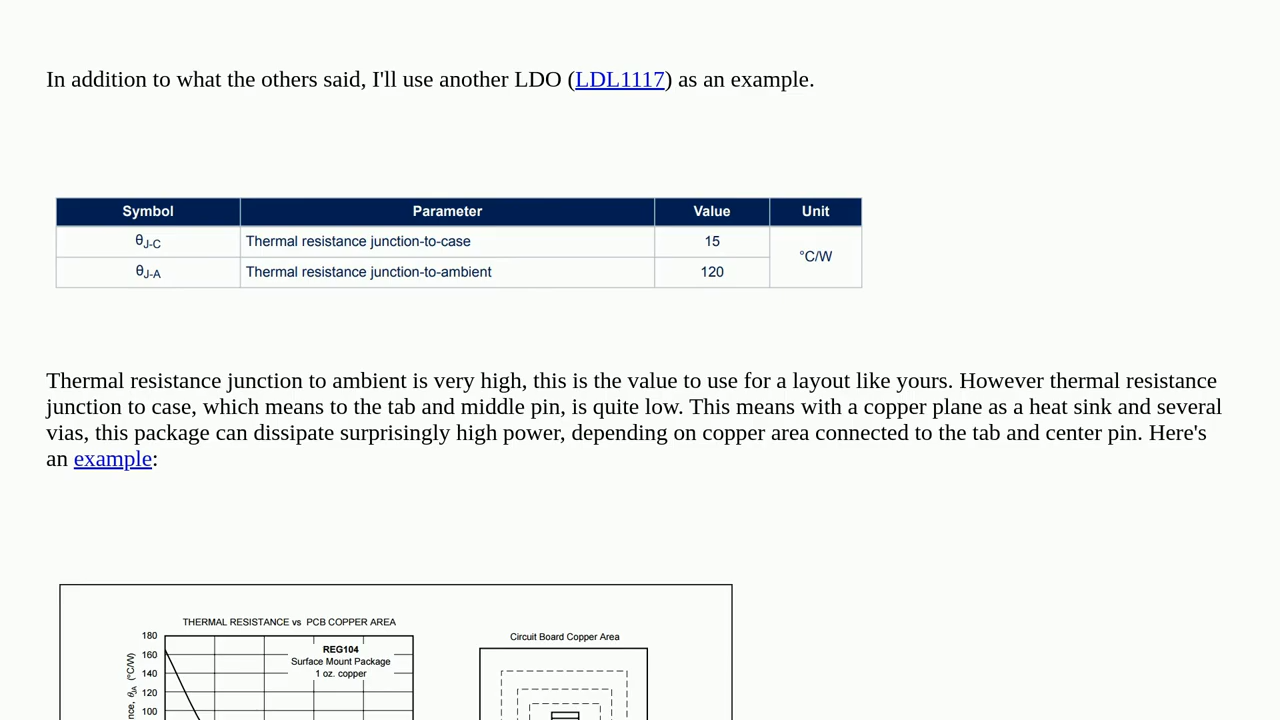 In addition to what the others said, I'll use another LDO (LDL1117) as an example.
Symbol Parameter Value Unit
θJ-C Thermal resistance junction-to-case 15 °C/W
θJ-A Thermal resistance junction-to-ambient 120
Thermal resistance junction to ambient is very high, this is the value to use for a layout like yours. However thermal resistance
junction to case, which means to the tab and middle pin, is quite low. This means with a copper plane as a heat sink and several
vias, this package can dissipate surprisingly high power, depending on copper area connected to the tab and center pin. Here's
an example:
THERMAL RESISTANCE vs PCB COPPER AREA
180
160
140
120
100
REG104
Surface Mount Package
1 oz. copper
nce, θJA (°C/W)
Circuit Board Copper Area